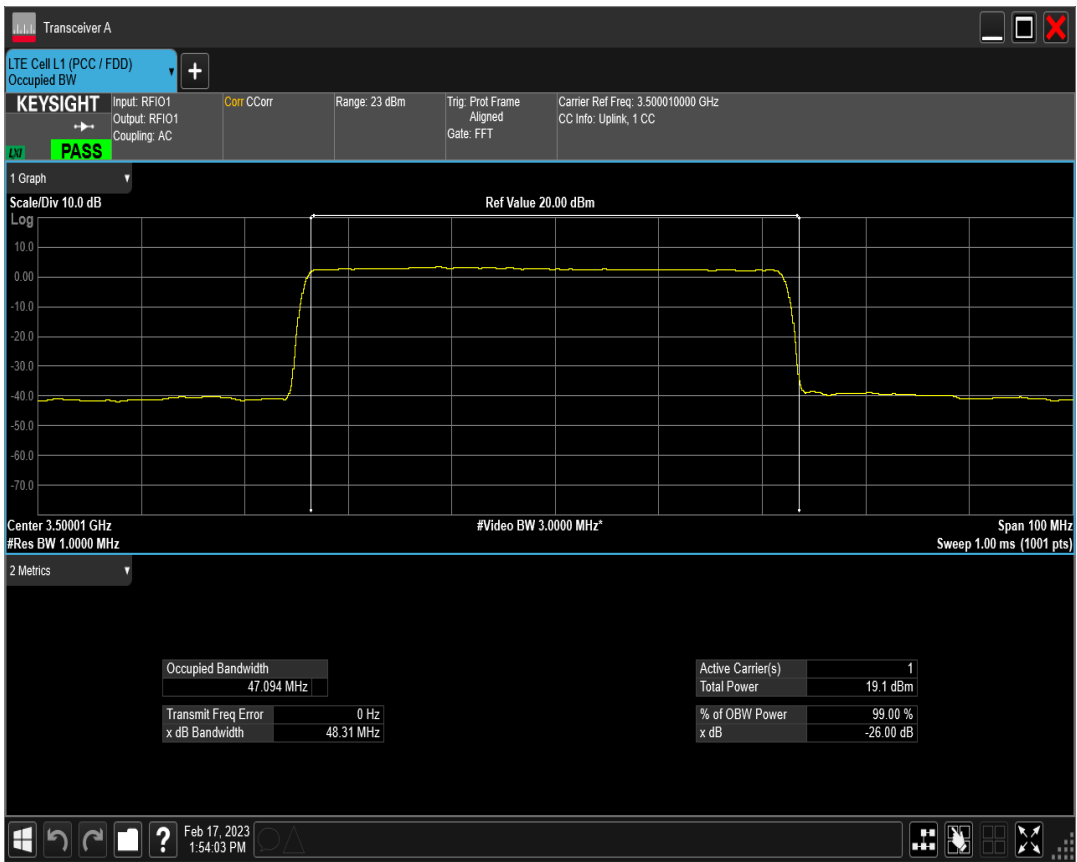 Transceiver A
LTE Cell L1 (PCC / FDD)
Occupied BW
KEYSIGHT
LXI
PASS
Input: RFIO1
Output: RFIO1
Coupling: AC
Corr CCorr
Range: 23 dBm
Trig: Prot Frame
Aligned
Gate: FFT
Carrier Ref Freq: 3.500010000 GHz
CC Info: Uplink, 1 CC
1 Graph
Scale/Div 10.0 dB
Ref Value 20.00 dBm
Log
10.0
0.00
-10.0
-20.0
-30.0
-40.0
-50.0
-60.0
-70.0
Center 3.50001 GHz
#Video BW 3.0000 MHz*
Span 100 MHz
#Res BW 1.0000 MHz
Sweep 1.00 ms (1001 pts)
2 Metrics
Occupied Bandwidth
47.094 MHz
Transmit Freq Error 0 Hz
x dB Bandwidth 48.31 MHz
Active Carrier(s) 1
Total Power 19.1 dBm
% of OBW Power 99.00 %
x dB -26.00 dB
Feb 17, 2023
1:54:03 PM